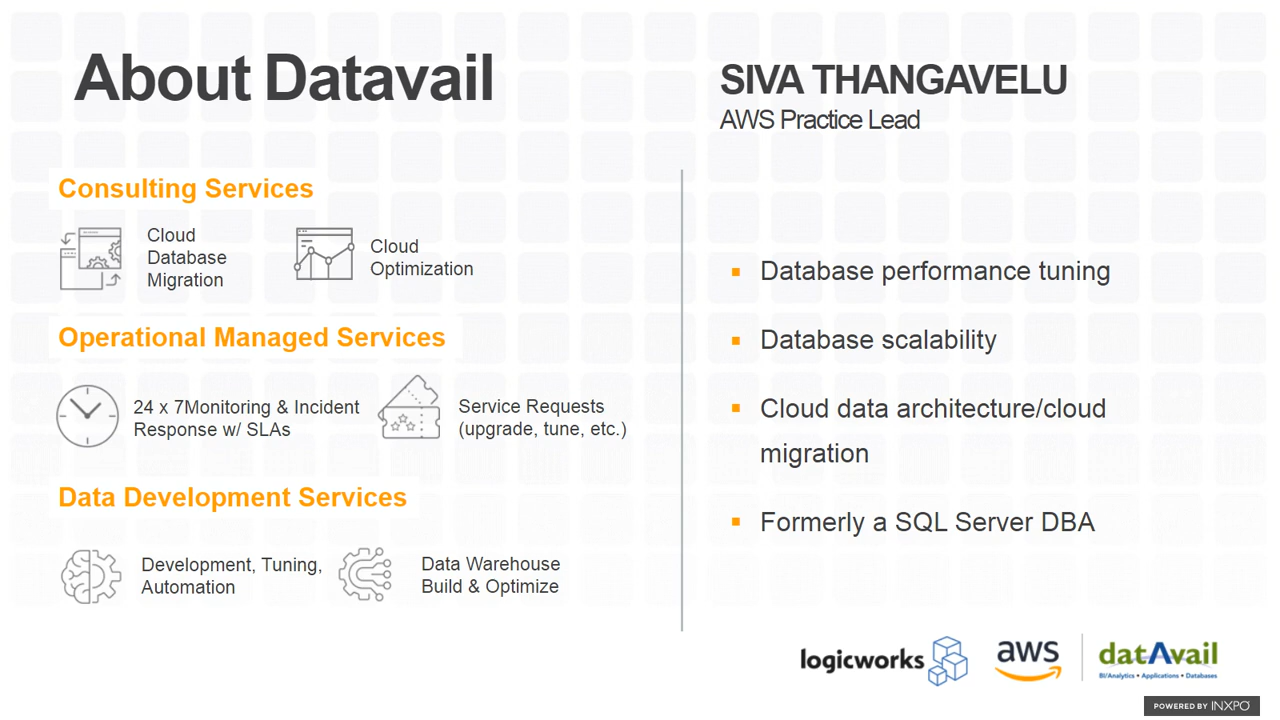 About Datavail
SIVA THANGAVELU
AWS Practice Lead
Consulting Services
Cloud
Database
Migration
Cloud
Optimization
Operational Managed Services
24 x 7Monitoring & Incident
Response w/ SLAs
Service Requests
(upgrade, tune, etc.)
Data Development Services
Development, Tuning,
Automation
Data Warehouse
Build & Optimize
Database performance tuning
Database scalability
Cloud data architecture/cloud
migration
Formerly a SQL Server DBA
logicworks
aws
datAvail
BI/Analytics • Applications • Databases
POWERED BY INXPO